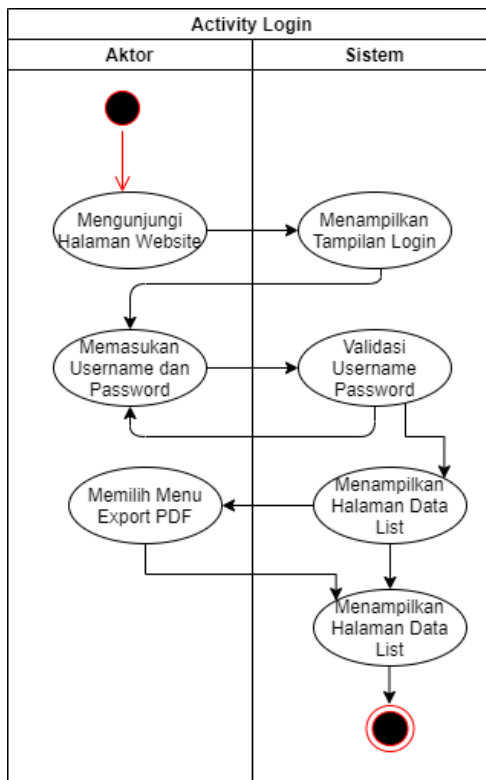 Activity Login
Aktor
Sistem
Mengunjungi
Halaman Website
Menampilkan
Tampilan Login
Memasukan
Username dan
Password
Validasi
Username
Password
Memilih Menu
Export PDF
Menampilkan
Halaman Data
List
Menampilkan
Halaman Data
List